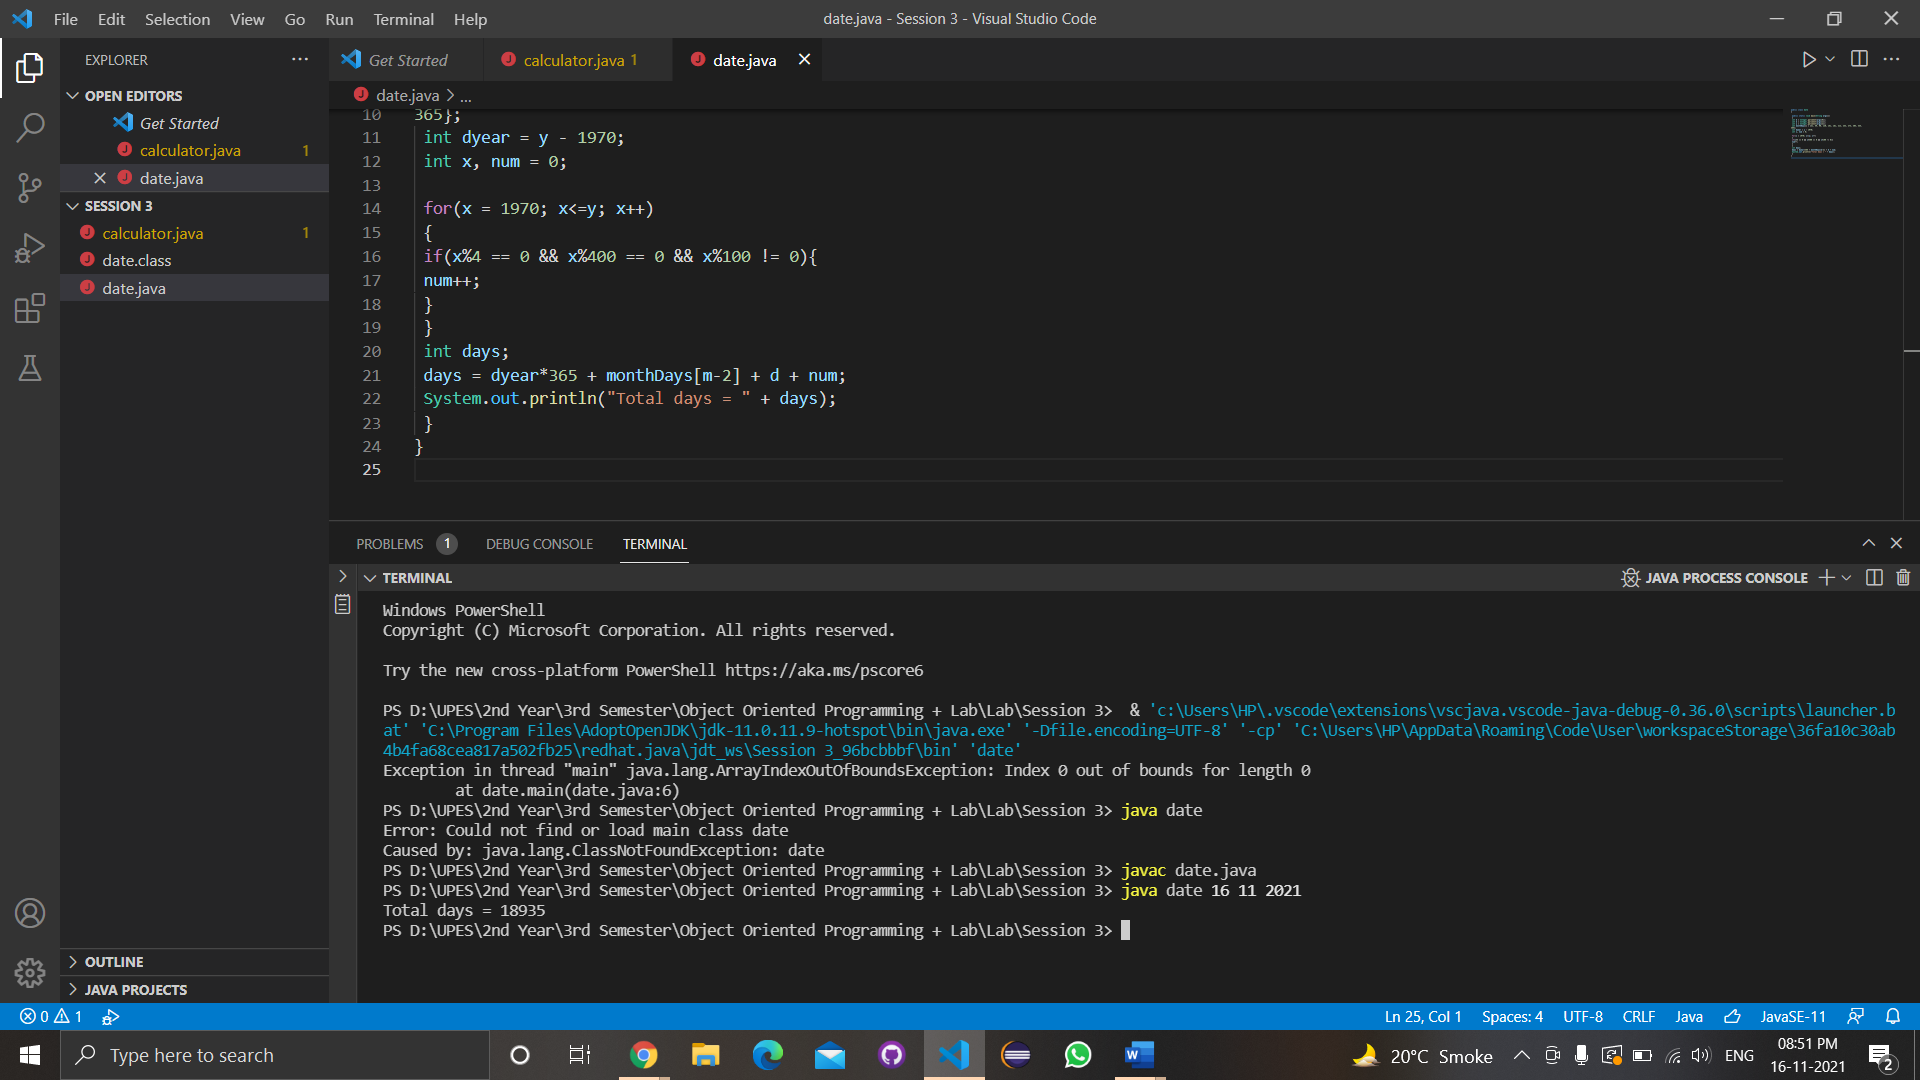 File Edit Selection View Go Run Terminal Help
date.java - Session 3 - Visual Studio Code
EXPLORER
OPEN EDITORS
Get Started
calculator.java 1
date.java
SESSION 3
calculator.java 1
date.class
date.java
OUTLINE
JAVA PROJECTS
Get Started
calculator.java 1
date.java
date.java > ...
10 365};
11 int dyear = y - 1970;
12 int x, num = 0;
13
14 for(x = 1970; x<=y; x++)
15 {
16 if(x%4 == 0 && x%400 == 0 && x%100 != 0){
17 num++;
18 }
19 }
20 int days;
21 days = dyear*365 + monthDays[m-2] + d + num;
22 System.out.println("Total days = " + days);
23 }
24 }
25
PROBLEMS 1 DEBUG CONSOLE TERMINAL
TERMINAL
JAVA PROCESS CONSOLE
Windows PowerShell
Copyright (C) Microsoft Corporation. All rights reserved.
Try the new cross-platform PowerShell https://aka.ms/pscore6
PS D:\UPES\2nd Year\3rd Semester\Object Oriented Programming + Lab\Lab\Session 3> & 'c:\Users\HP\.vscode\extensions\vscjava.vscode-java-debug-0.36.0\scripts\launcher.b
at' 'C:\Program Files\AdoptOpenJDK\jdk-11.0.11.9-hotspot\bin\java.exe' '-Dfile.encoding=UTF-8' '-cp' 'C:\Users\HP\AppData\Roaming\Code\User\workspaceStorage\36fa10c30ab
4b4fa68cea817a502fb25\redhat.java\jdt_ws\Session 3_96bcbbbf\bin' 'date'
Exception in thread "main" java.lang.ArrayIndexOutOfBoundsException: Index 0 out of bounds for length 0
at date.main(date.java:6)
PS D:\UPES\2nd Year\3rd Semester\Object Oriented Programming + Lab\Lab\Session 3> java date
Error: Could not find or load main class date
Caused by: java.lang.ClassNotFoundException: date
PS D:\UPES\2nd Year\3rd Semester\Object Oriented Programming + Lab\Lab\Session 3> javac date.java
PS D:\UPES\2nd Year\3rd Semester\Object Oriented Programming + Lab\Lab\Session 3> java date 16 11 2021
Total days = 18935
PS D:\UPES\2nd Year\3rd Semester\Object Oriented Programming + Lab\Lab\Session 3>
0 1
Ln 25, Col 1 Spaces: 4 UTF-8 CRLF Java JavaSE-11
Type here to search
20°C Smoke
ENG
08:51 PM
16-11-2021
2